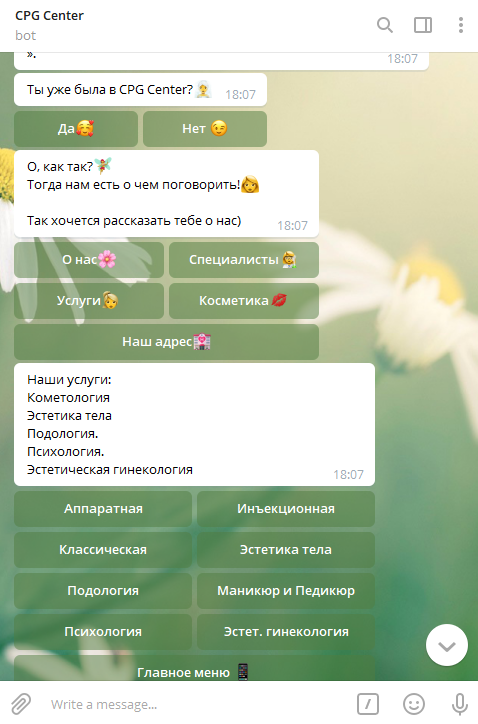 CPG Center
bot
».
18:07
Ты уже была в CPG Center?
18:07
Да
Нет
О, как так?
Тогда нам есть о чем поговорить!
Так хочется рассказать тебе о нас)
18:07
О нас
Специалисты
Услуги
Косметика
Наш адрес
Наши услуги:
Кометология
Эстетика тела
Подология.
Психология.
Эстетическая гинекология
18:07
Аппаратная
Инъекционная
Классическая
Эстетика тела
Подология
Маникюр и Педикюр
Психология
Эстет. гинекология
Главное меню
Write a message...